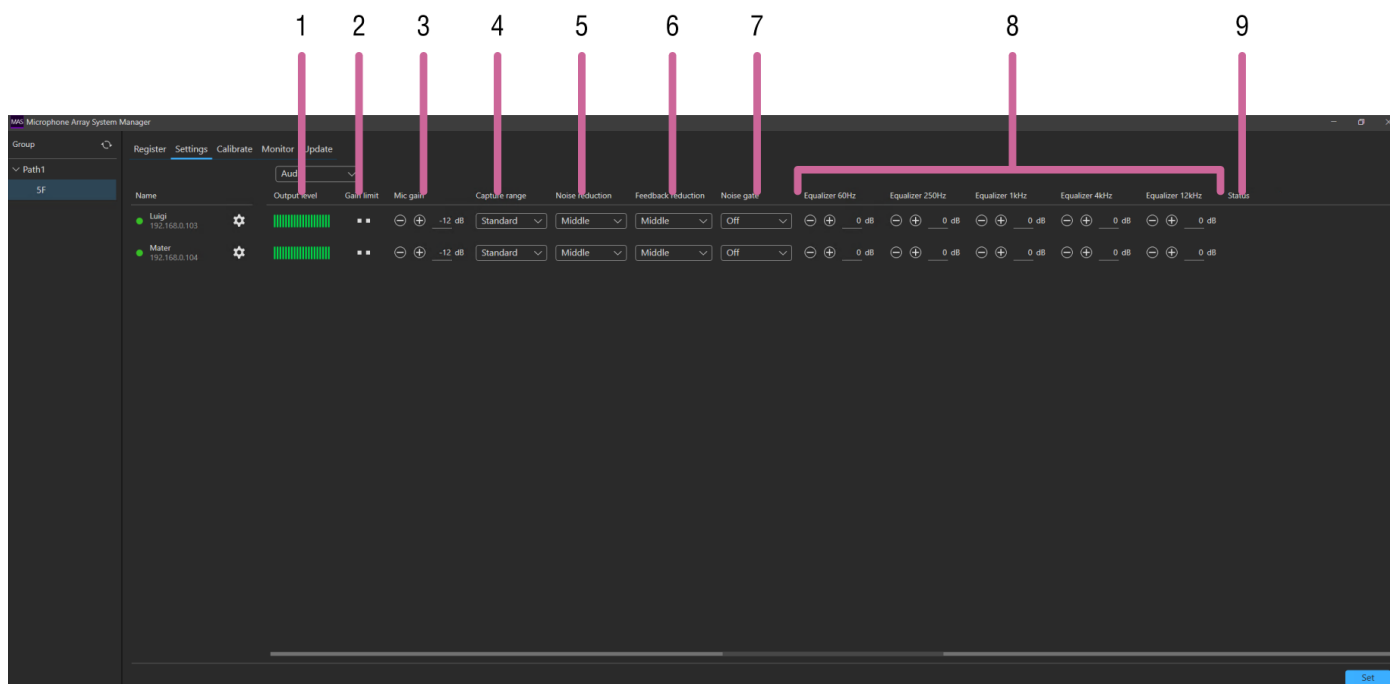 1 2 3 4 5 6 7 8 9
MAS Microphone Array System Manager
Group
Register Settings Calibrate Monitor Update
Path1
Aud
5F
Name Output level Gain limit Mic gain Capture range Noise reduction Feedback reduction Noise gate Equalizer 60Hz Equalizer 250Hz Equalizer 1kHz Equalizer 4kHz Equalizer 12kHz Status
Luigi
192.168.0.103
-12 dB Standard Middle Middle Off 0 dB 0 dB 0 dB 0 dB 0 dB
Mater
192.168.0.104
-12 dB Standard Middle Middle Off 0 dB 0 dB 0 dB 0 dB 0 dB
Set